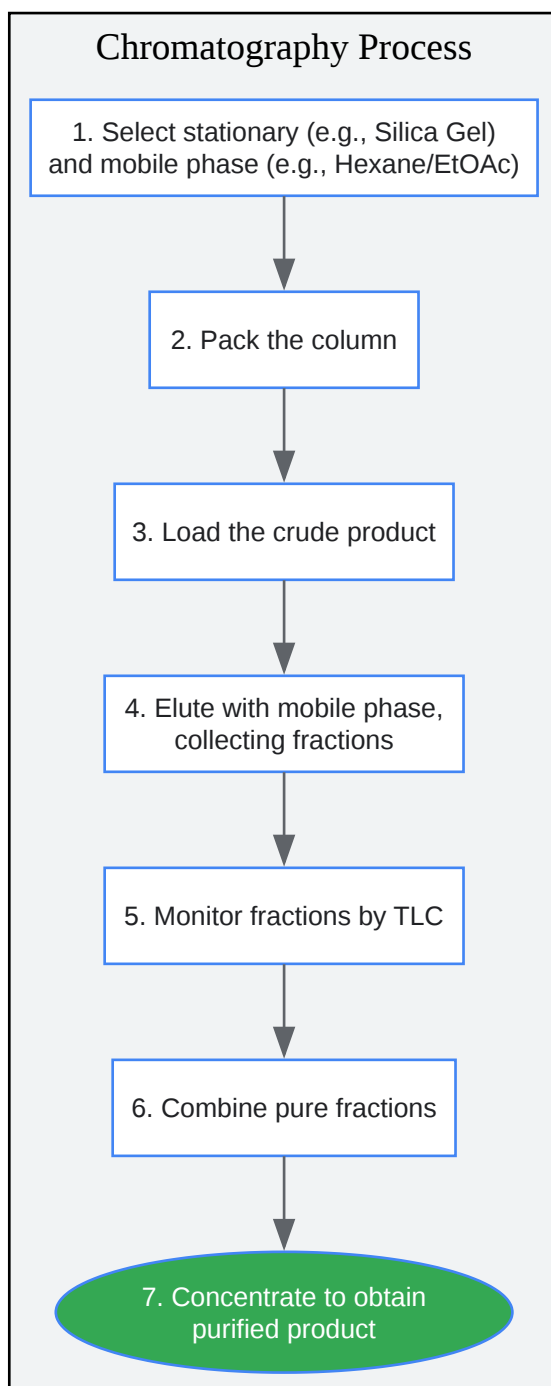 Chromatography Process
1. Select stationary (e.g., Silica Gel)
and mobile phase (e.g., Hexane/EtOAc)
2. Pack the column
3. Load the crude product
4. Elute with mobile phase,
collecting fractions
5. Monitor fractions by TLC
6. Combine pure fractions
7. Concentrate to obtain
purified product